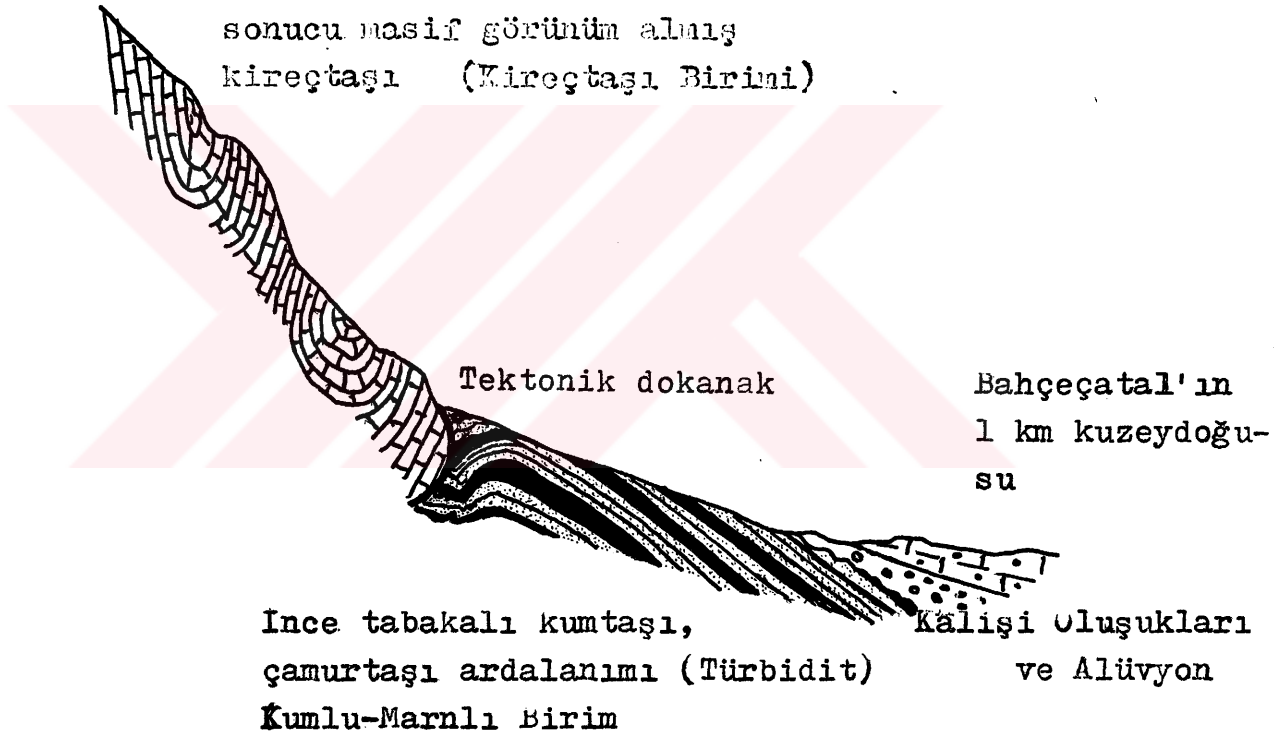 sonucu masif görünüm almış
kireçtaşı (Kireçtaşı Birimi)
Tektonik dokanak
Bahçeçatal'ın
1 km kuzeydoğu-
su
İnce tabakalı kumtaşı,
çamurtaşı ardalanımı (Türbidit)
Kumlu-Marnlı Birim
Kalişi Oluşukları
ve Alüvyon